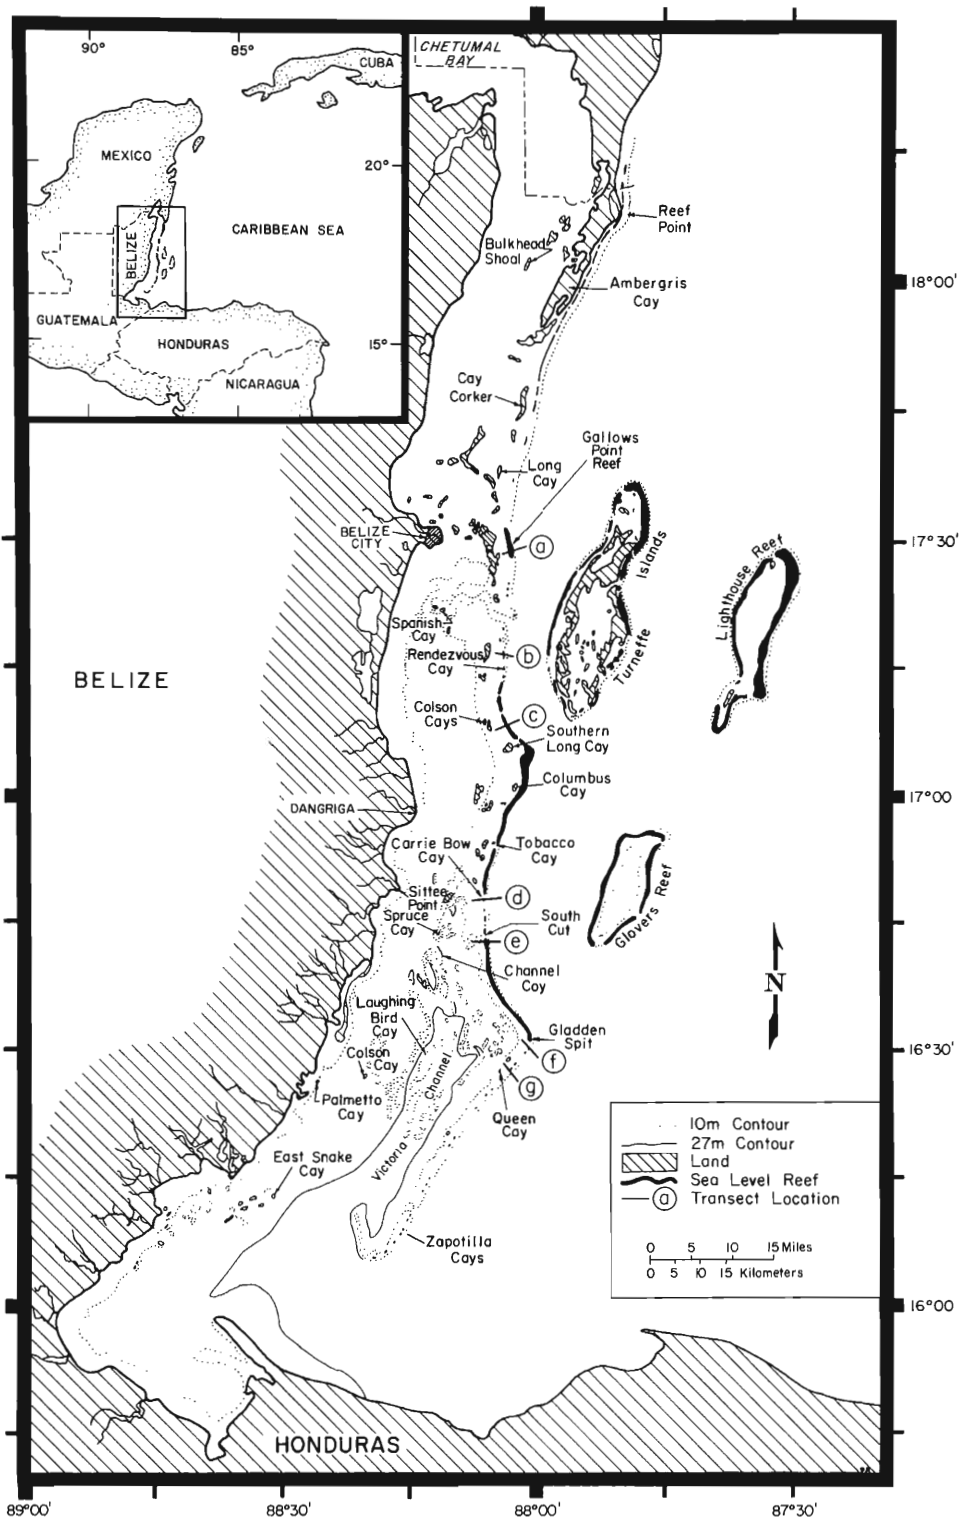 90°
85°
CUBA
MEXICO
20°
CARIBBEAN SEA
BELIZE
GUATEMALA
HONDURAS
15°
NICARAGUA
CHETUMAL
BAY
Reef
Point
Bulkhead
Shoal
Ambergris
Cay
18°00'
Cay
Corker
Gallows
Point
Reef
Long
Cay
BELIZE
CITY
a
17°30'
Turneffe
Islands
Lighthouse Reef
Spanish
Cay
Rendezvous
Cay
b
BELIZE
Colson
Cays
c
Southern
Long Cay
Columbus
Cay
17°00
DANGRIGA
Carrie Bow
Cay
Tobacco
Cay
Glovers Reef
Sittee
Point
d
Spruce
Cay
South
Cut
e
Channel
Coy
N
Laughing
Bird
Cay
Gladden
Spit
f
16°30'
Colson
Cay
Channel
g
Palmetto
Cay
Queen
Cay
East Snake
Cay
Victoria
Zapotilla
Cays
10m Contour
27m Contour
Land
Sea Level Reef
a Transect Location
0 5 10 15 Miles
0 5 10 15 Kilometers
16°00
HONDURAS
89°00'
88°30'
88°00'
87°30'